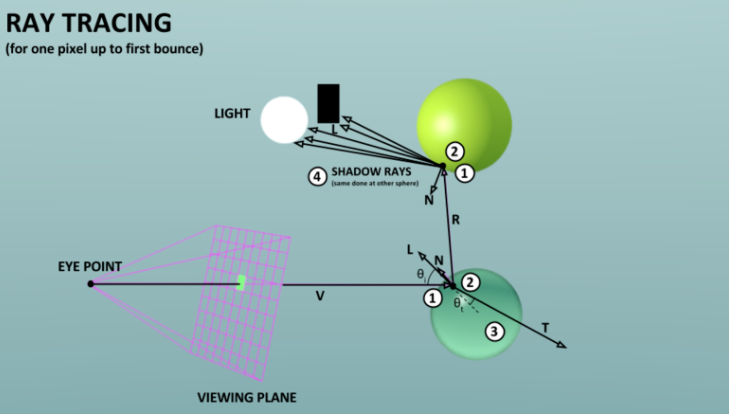 RAY TRACING
(for one pixel up to first bounce)
LIGHT
L
2
1
4 SHADOW RAYS
(same done at other sphere)
N
R
EYE POINT
L
N
θi
2
V
1
θt
3
T
VIEWING PLANE